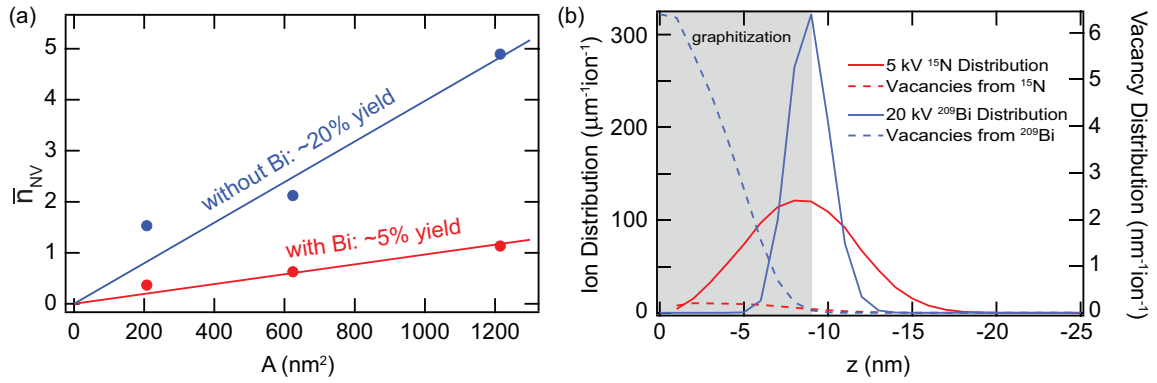 (a)
5
4
3
2
1
0
n̅NV
without Bi: ~20% yield
with Bi: ~5% yield
0 200 400 600 800 1000 1200
A (nm²)
(b)
300
200
100
0
Ion Distribution (μm⁻¹ion⁻¹)
graphitization
5 kV ¹⁵N Distribution
Vacancies from ¹⁵N
20 kV ²⁰⁹Bi Distribution
Vacancies from ²⁰⁹Bi
6
5
4
3
2
1
0
Vacancy Distribution (nm⁻¹ion⁻¹)
0 -5 -10 -15 -20 -25
z (nm)